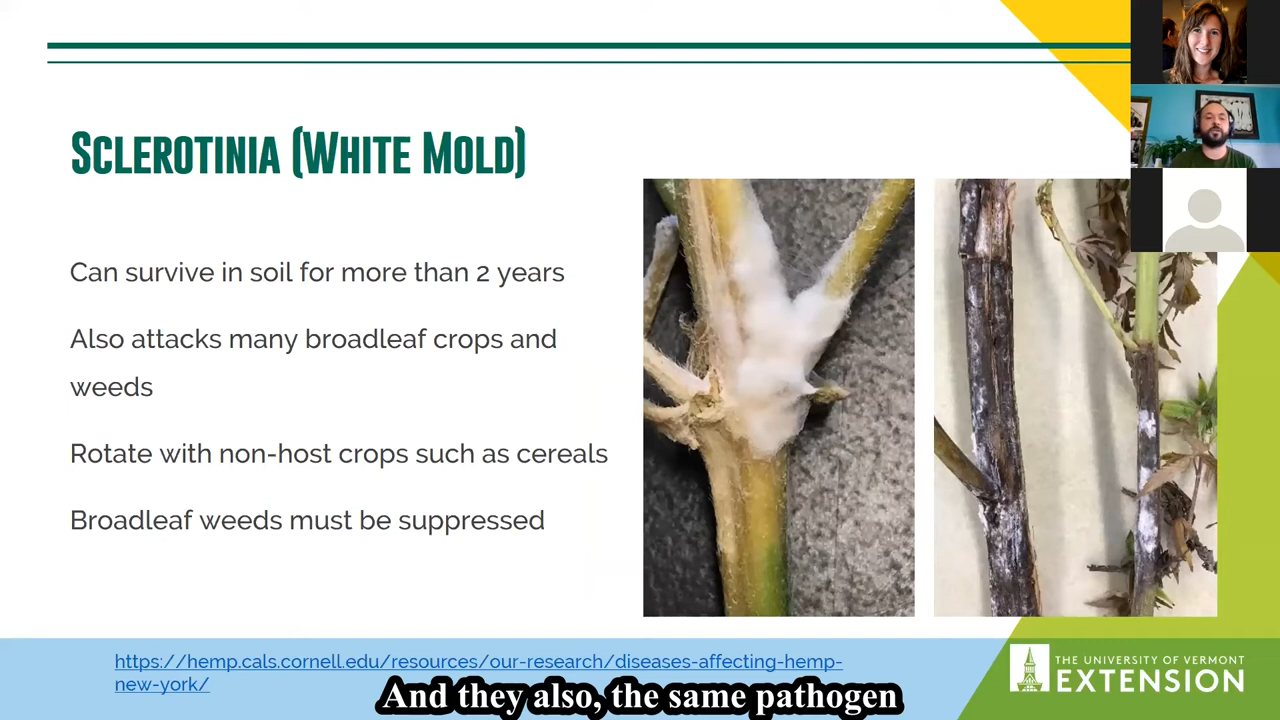 Sclerotinia (White Mold)
Can survive in soil for more than 2 years
Also attacks many broadleaf crops and
weeds
Rotate with non-host crops such as cereals
Broadleaf weeds must be suppressed
https://hemp.cals.cornell.edu/resources/our-research/diseases-affecting-hemp-
new-york/
And they also, the same pathogen
THE UNIVERSITY OF VERMONT
EXTENSION